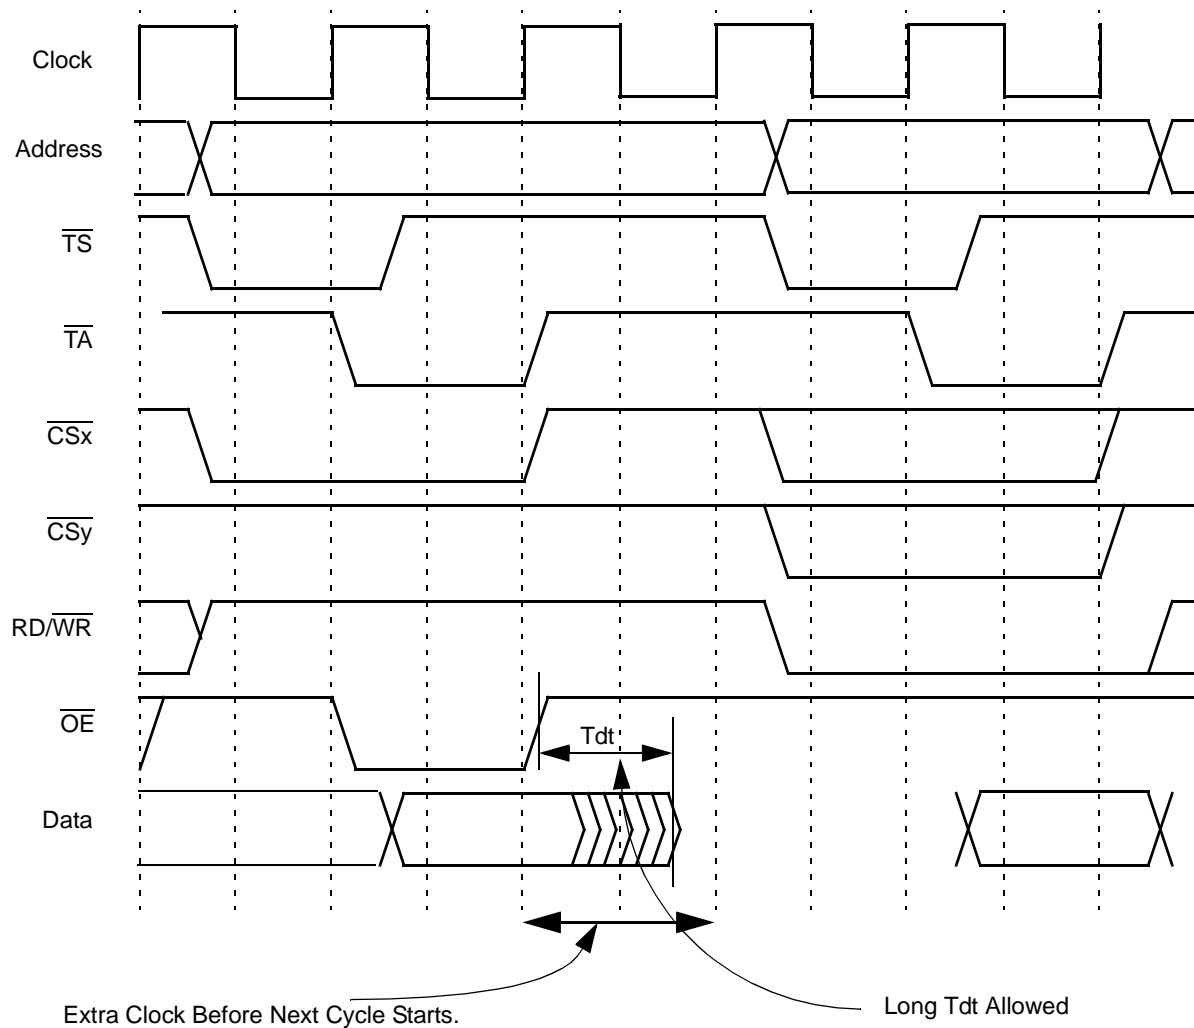 Clock
Address
TS
TA
CSx
CSy
RD/WR
OE
Tdt
Data
Extra Clock Before Next Cycle Starts.
Long Tdt Allowed